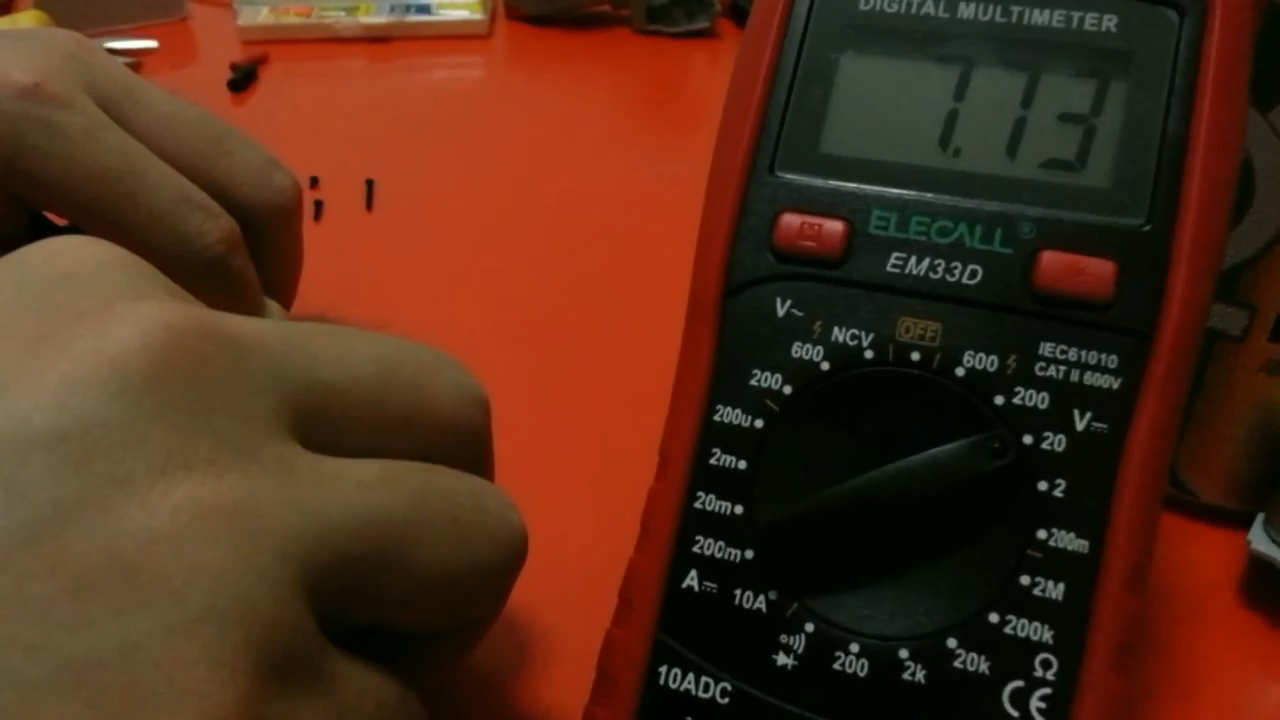 DIGITAL MULTIMETER
7.73
ELECALL®
EM33D
V~
NCV
OFF
600
600
IEC61010
CAT II 600V
200
200
V⎓
200u
20
2m
2
20m
200m
200m
2M
A⎓
10A
200k
200
2k
20k
Ω
10ADC
CE